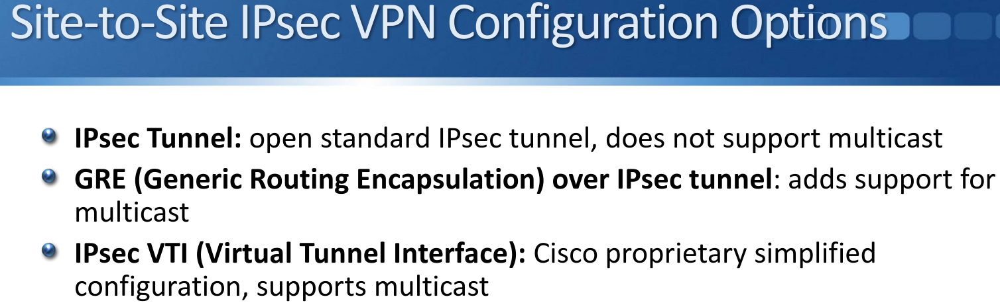 Site-to-Site IPsec VPN Configuration Options
IPsec Tunnel: open standard IPsec tunnel, does not support multicast
GRE (Generic Routing Encapsulation) over IPsec tunnel: adds support for
multicast
IPsec VTI (Virtual Tunnel Interface): Cisco proprietary simplified
configuration, supports multicast